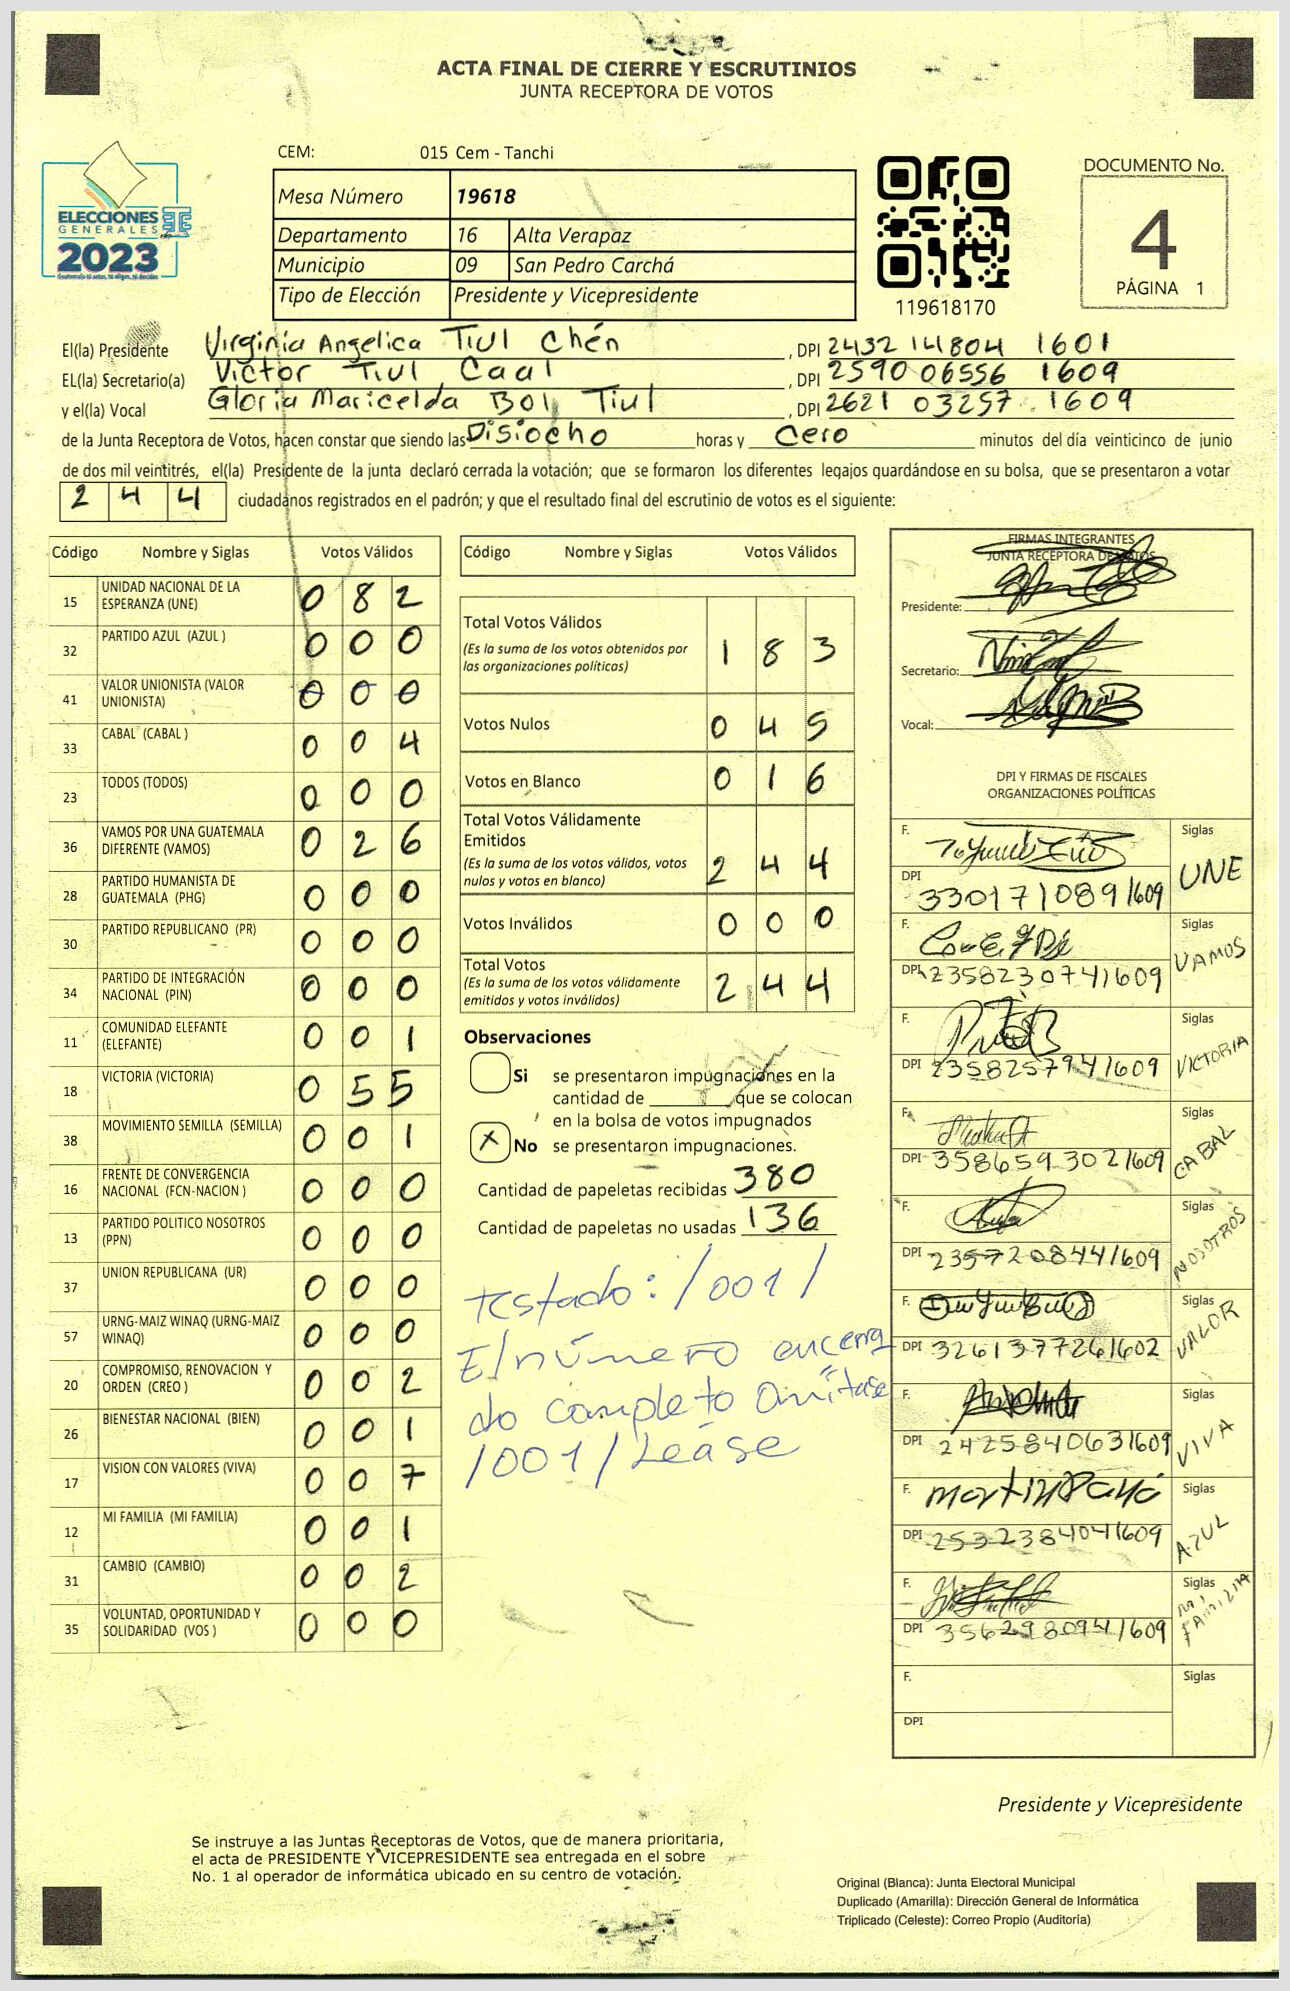 ACTA FINAL DE CIERRE Y ESCRUTINIOS
JUNTA RECEPTORA DE VOTOS
CEM: 015 Cem - Tanchi
ELECCIONES
GENERALES
2023
Mesa Número 19618
Departamento 16 Alta Verapaz
Municipio 09 San Pedro Carchá
Tipo de Elección Presidente y Vicepresidente
119618170
DOCUMENTO No.
4
PÁGINA 1
El(la) Presidente Virginia Angelica Tiul Chén, DPI 2432 14804 1601
EL(la) Secretario(a) Victor Tiul Caal, DPI 2590 06556 1609
y el(la) Vocal Gloria Maricelda Bol Tiul, DPI 2621 03257 1609
de la Junta Receptora de Votos, hacen constar que siendo las Disiocho horas y Cero minutos del día veinticinco de junio
de dos mil veintitrés, el(la) Presidente de la junta declaró cerrada la votación; que se formaron los diferentes legajos quardándose en su bolsa, que se presentaron a votar
2 4 4 ciudadanos registrados en el padrón; y que el resultado final del escrutinio de votos es el siguiente:
Código Nombre y Siglas Votos Válidos
15 UNIDAD NACIONAL DE LA ESPERANZA (UNE) 0 8 2
32 PARTIDO AZUL (AZUL ) 0 0 0
41 VALOR UNIONISTA (VALOR UNIONISTA) 0 0 0
33 CABAL (CABAL ) 0 0 4
23 TODOS (TODOS) 0 0 0
36 VAMOS POR UNA GUATEMALA DIFERENTE (VAMOS) 0 2 6
28 PARTIDO HUMANISTA DE GUATEMALA (PHG) 0 0 0
30 PARTIDO REPUBLICANO (PR) 0 0 0
34 PARTIDO DE INTEGRACIÓN NACIONAL (PIN) 0 0 0
11 COMUNIDAD ELEFANTE (ELEFANTE) 0 0 1
18 VICTORIA (VICTORIA) 0 5 5
38 MOVIMIENTO SEMILLA (SEMILLA) 0 0 1
16 FRENTE DE CONVERGENCIA NACIONAL (FCN-NACION ) 0 0 0
13 PARTIDO POLITICO NOSOTROS (PPN) 0 0 0
37 UNION REPUBLICANA (UR) 0 0 0
57 URNG-MAIZ WINAQ (URNG-MAIZ WINAQ) 0 0 0
20 COMPROMISO, RENOVACION Y ORDEN (CREO ) 0 0 2
26 BIENESTAR NACIONAL (BIEN) 0 0 1
17 VISION CON VALORES (VIVA) 0 0 7
12 MI FAMILIA (MI FAMILIA) 0 0 1
31 CAMBIO (CAMBIO) 0 0 2
35 VOLUNTAD, OPORTUNIDAD Y SOLIDARIDAD (VOS ) 0 0 0
Código Nombre y Siglas Votos Válidos
Total Votos Válidos 1 8 3
(Es la suma de los votos obtenidos por
las organizaciones políticas)
Votos Nulos 0 4 5
Votos en Blanco 0 1 6
Total Votos Válidamente
Emitidos
(Es la suma de los votos válidos, votos
nulos y votos en blanco) 2 4 4
Votos Inválidos 0 0 0
Total Votos
(Es la suma de los votos válidamente
emitidos y votos inválidos) 2 4 4
Observaciones
Si se presentaron impugnaciones en la
cantidad de que se colocan
en la bolsa de votos impugnados
X No se presentaron impugnaciones.
Cantidad de papeletas recibidas 380
Cantidad de papeletas no usadas 136
Testado: /001/
El número encerra
do completo Omítase
/001/ Léase
FIRMAS INTEGRANTES
JUNTA RECEPTORA DE VOTOS
Presidente:
Secretario:
Vocal:
DPI Y FIRMAS DE FISCALES
ORGANIZACIONES POLÍTICAS
F. Siglas UNE
DPI 3301710891609
F. Siglas VAMOS
DPI 2358230741609
F. Siglas VICTORIA
DPI 2358257941609
F. Siglas CABAL
DPI 3586593021609
F. Siglas NOSOTROS
DPI 2357208441609
F. Siglas VALOR
DPI 3261377261602
F. Siglas VIVA
DPI 2425840631609
F. Siglas AZUL
DPI 2532384041609
F. Siglas mi FAMILIA
DPI 3562980941609
F. Siglas
DPI
Presidente y Vicepresidente
Se instruye a las Juntas Receptoras de Votos, que de manera prioritaria,
el acta de PRESIDENTE Y VICEPRESIDENTE sea entregada en el sobre
No. 1 al operador de informática ubicado en su centro de votación.
Original (Blanca): Junta Electoral Municipal
Duplicado (Amarilla): Dirección General de Informática
Triplicado (Celeste): Correo Propio (Auditoría)